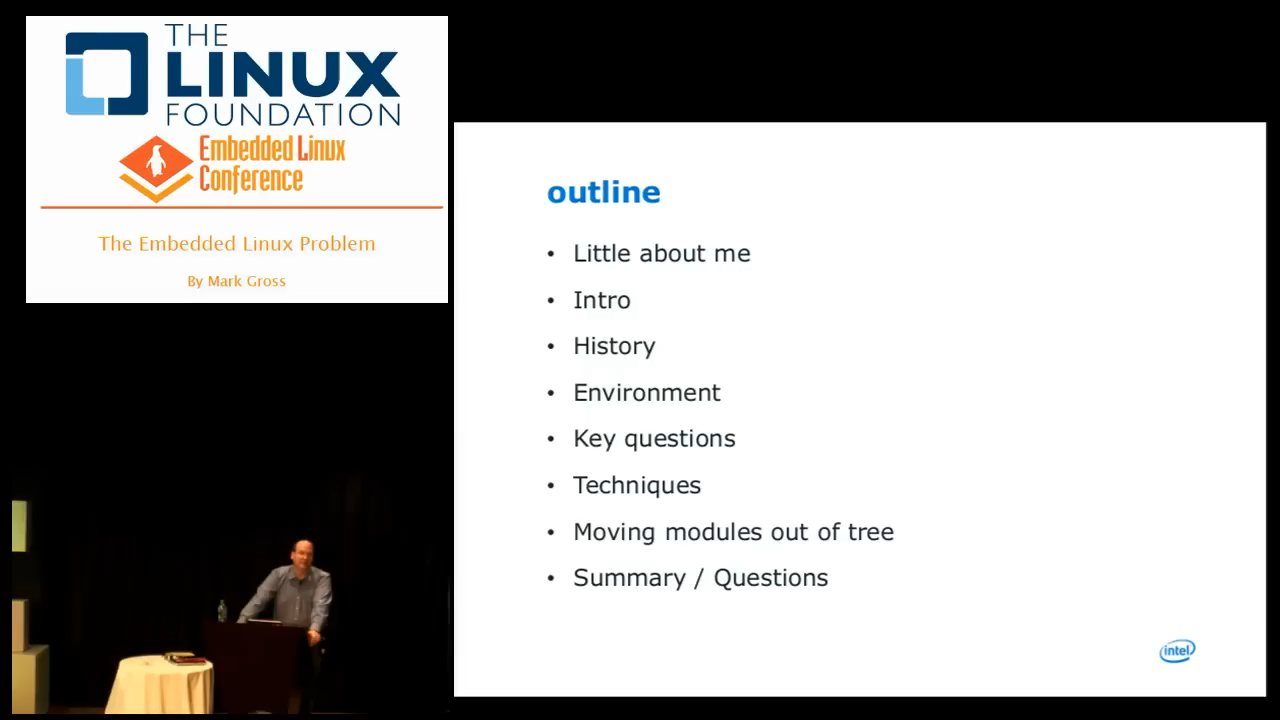 THE
LINUX
FOUNDATION
Embedded Linux
Conference
The Embedded Linux Problem
By Mark Gross
outline
• Little about me
• Intro
• History
• Environment
• Key questions
• Techniques
• Moving modules out of tree
• Summary / Questions
intel